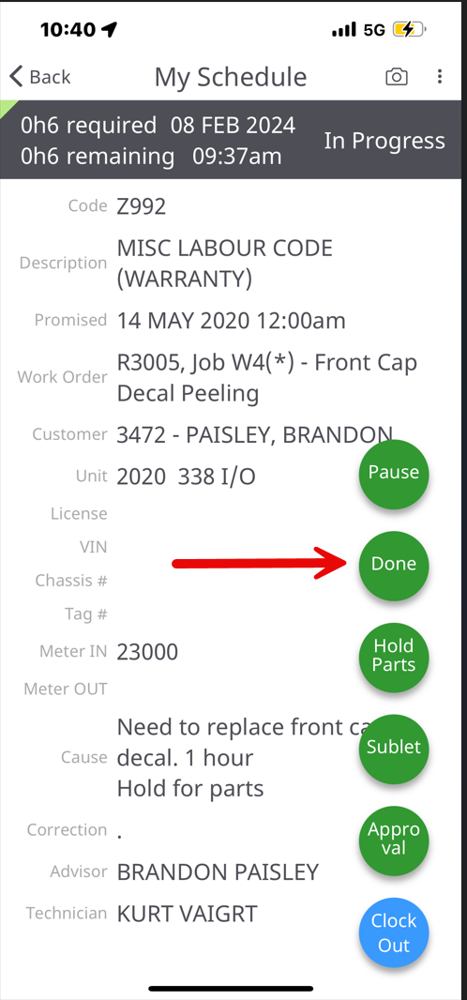 10:40 5G
Back My Schedule
0h6 required 08 FEB 2024
0h6 remaining 09:37am
In Progress
Code Z992
Description MISC LABOUR CODE
(WARRANTY)
Promised 14 MAY 2020 12:00am
Work Order R3005, Job W4(*) - Front Cap
Decal Peeling
Customer 3472 - PAISLEY, BRANDON
Pause
Unit 2020 338 I/O
License
VIN
Done
Chassis #
Tag #
Meter IN 23000
Hold
Parts
Meter OUT
Cause Need to replace front
decal. 1 hour
Hold for parts
Sublet
Correction .
Appro
val
Advisor BRANDON PAISLEY
Technician KURT VAIGRT
Clock
Out